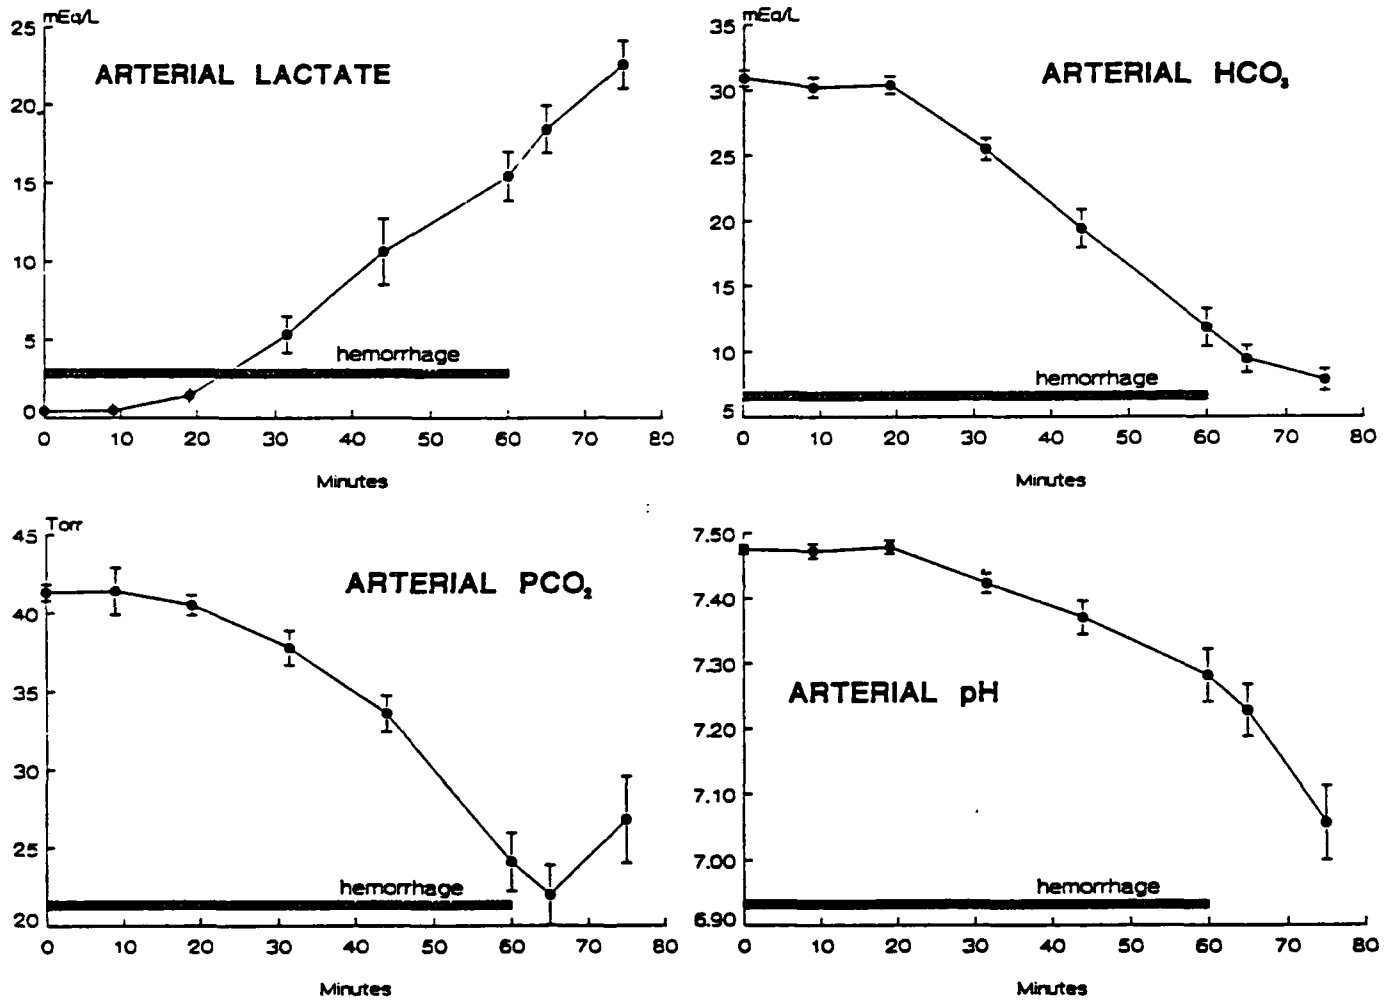 mEq/L
ARTERIAL LACTATE
25
20
15
10
5
0
hemorrhage
0 10 20 30 40 50 60 70 80
Minutes
mEq/L
ARTERIAL HCO₃
35
30
25
20
15
10
5
hemorrhage
0 10 20 30 40 50 60 70 80
Minutes
Torr
ARTERIAL PCO₂
45
40
35
30
25
20
hemorrhage
0 10 20 30 40 50 60 70 80
Minutes
7.50
7.40
7.30
ARTERIAL pH
7.20
7.10
7.00
6.90
hemorrhage
0 10 20 30 40 50 60 70 80
Minutes